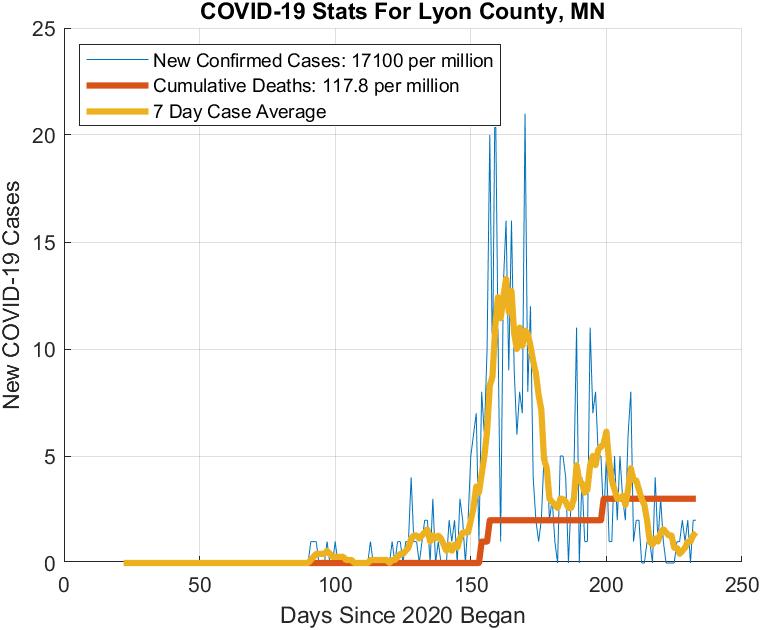 COVID-19 Stats For Lyon County, MN
New Confirmed Cases: 17100 per million
Cumulative Deaths: 117.8 per million
7 Day Case Average
New COVID-19 Cases
25
20
15
10
5
0
0 50 100 150 200 250
Days Since 2020 Began